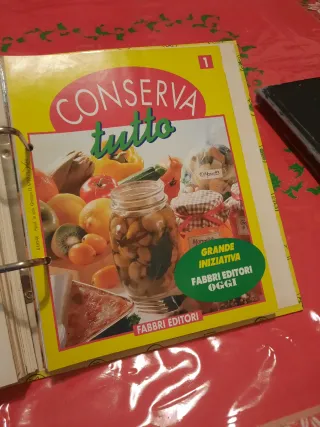 1
CONSERVA
tutto
GRANDE
INIZIATIVA
FABBRI EDITORI
OGGI
FABBRI EDITORI